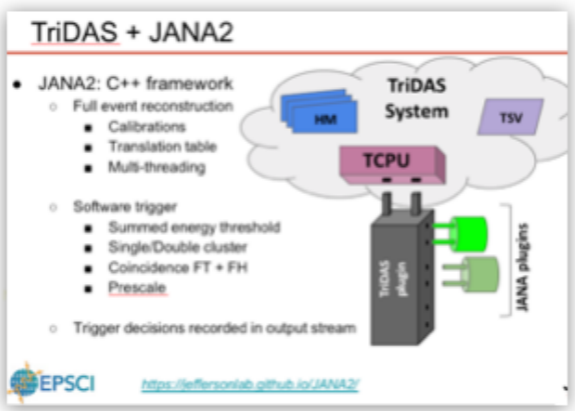 TriDAS + JANA2
JANA2: C++ framework
Full event reconstruction
Calibrations
Translation table
Multi-threading
Software trigger
Summed energy threshold
Single/Double cluster
Coincidence FT + FH
Prescale
Trigger decisions recorded in output stream
TriDAS
System
HM
TSV
TCPU
TriDAS
plugin
JANA plugins
EPSCI
https://jeffersonlab.github.io/JANA2/